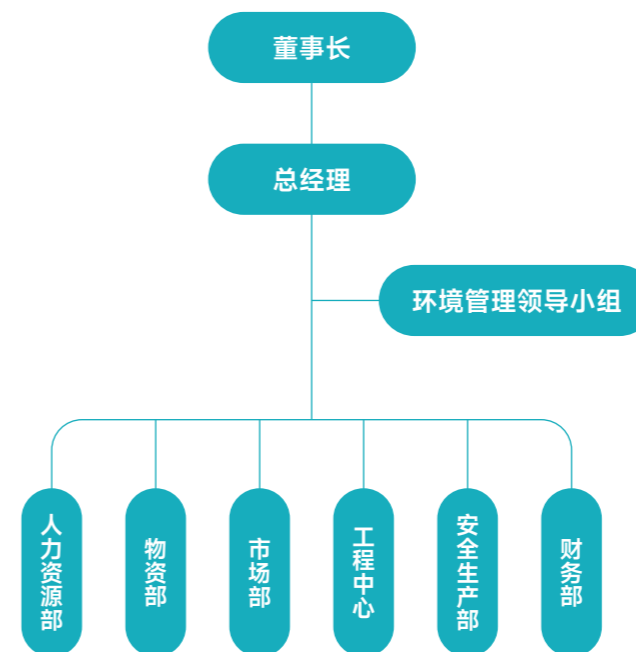 董事长
总经理
环境管理领导小组
人力资源部
物资部
市场部
工程中心
安全生产部
财务部